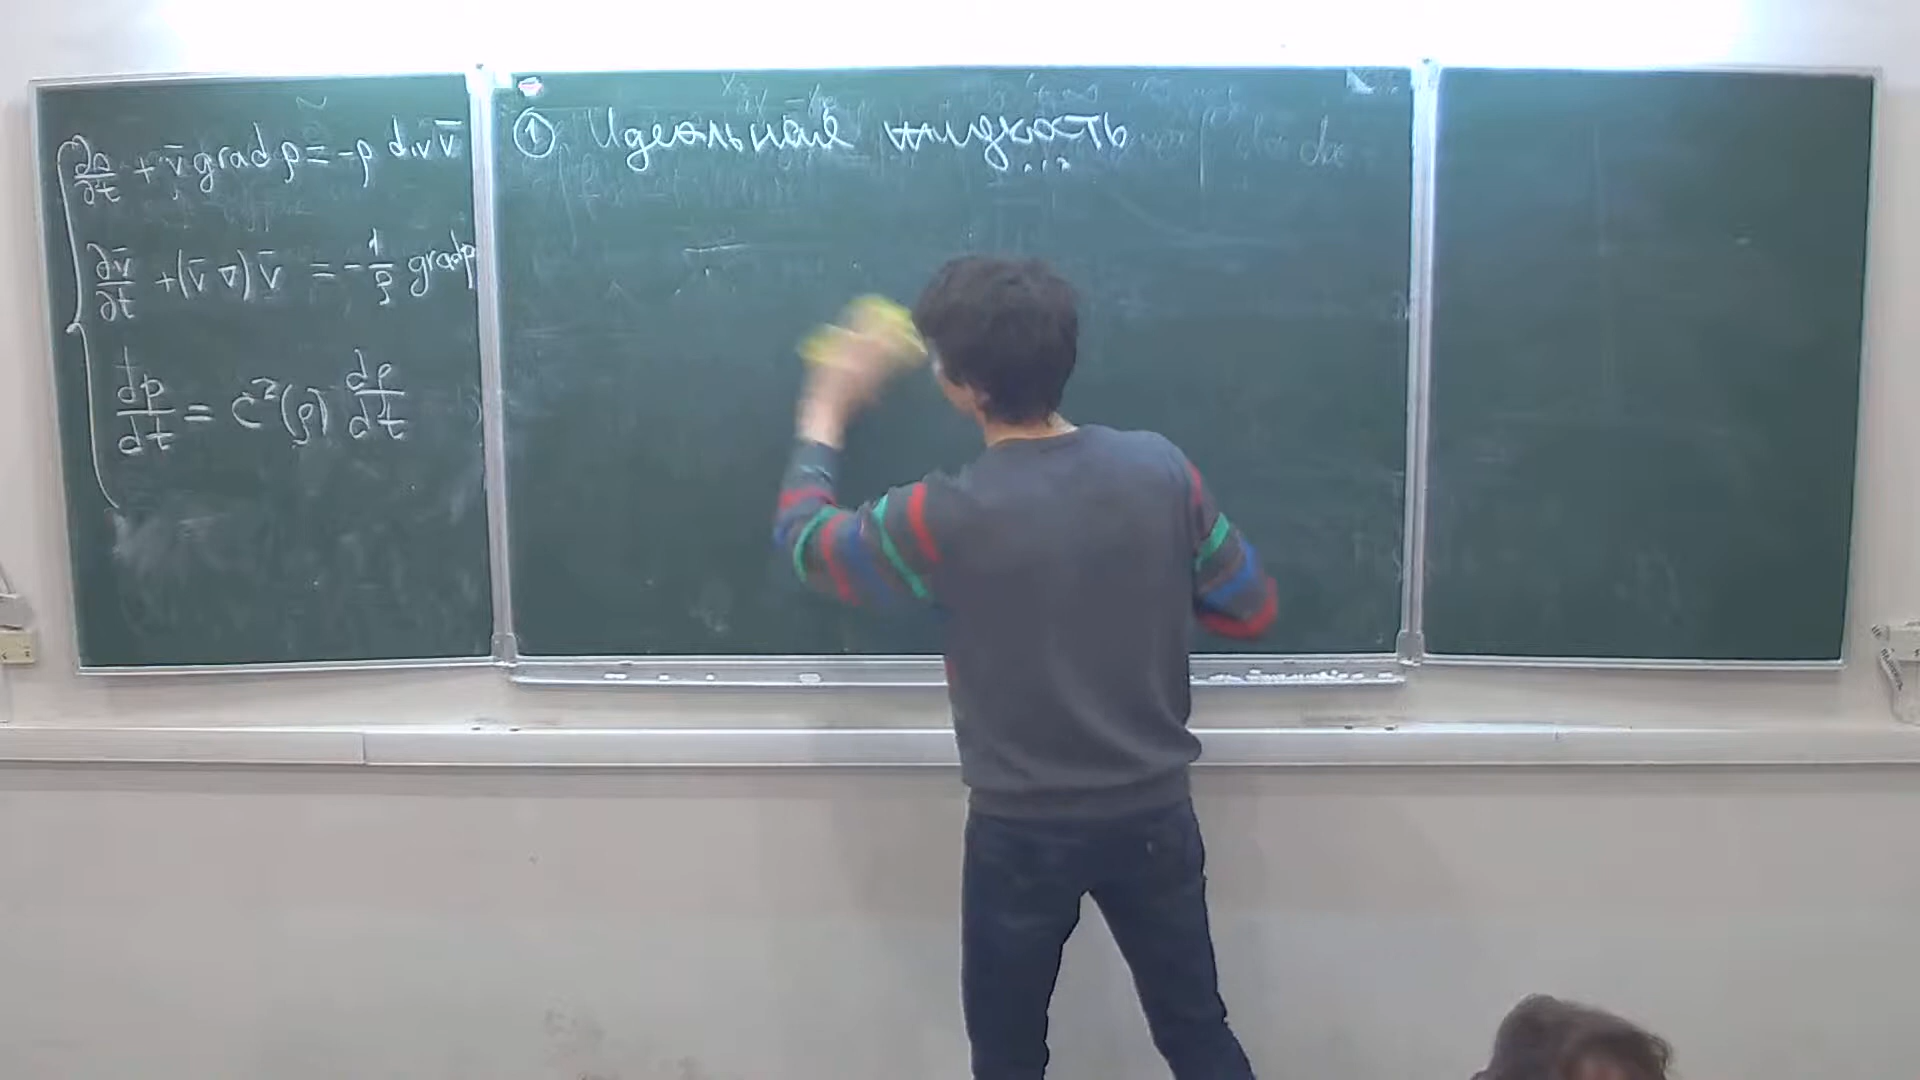 ∂ρ/∂t + v̄ grad ρ = -ρ div v̄
∂v̄/∂t + (v̄ ∇) v̄ = - 1/ρ grad p
dp/dt = c²(ρ) dρ/dt
① Идеальная жидкость